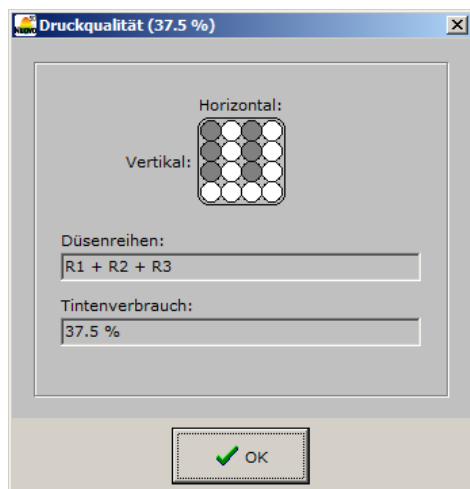 Druckqualität (37.5 %)
Horizontal:
Vertikal:
Düsenreihen:
R1 + R2 + R3
Tintenverbrauch:
37.5 %
OK